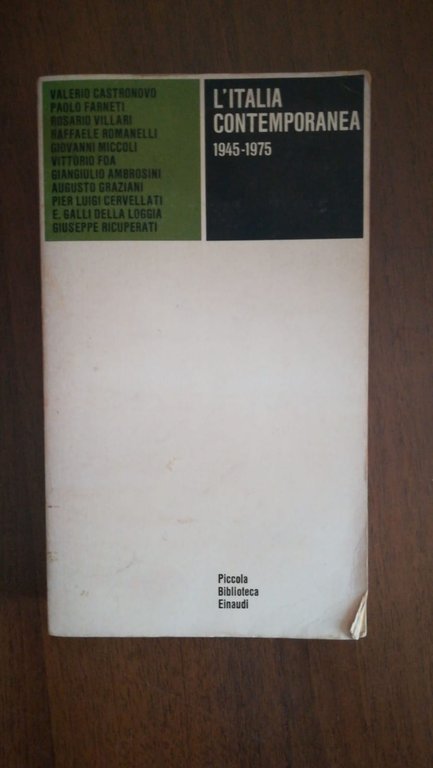 VALERIO CASTRONOVO
PAOLO FARNETI
ROSARIO VILLARI
RAFFAELE ROMANELLI
GIOVANNI MICCOLI
VITTORIO FOA
GIANGIULIO AMBROSINI
AUGUSTO GRAZIANI
PIER LUIGI CERVELLATI
E. GALLI DELLA LOGGIA
GIUSEPPE RICUPERATI
L'ITALIA
CONTEMPORANEA
1945-1975
Piccola
Biblioteca
Einaudi